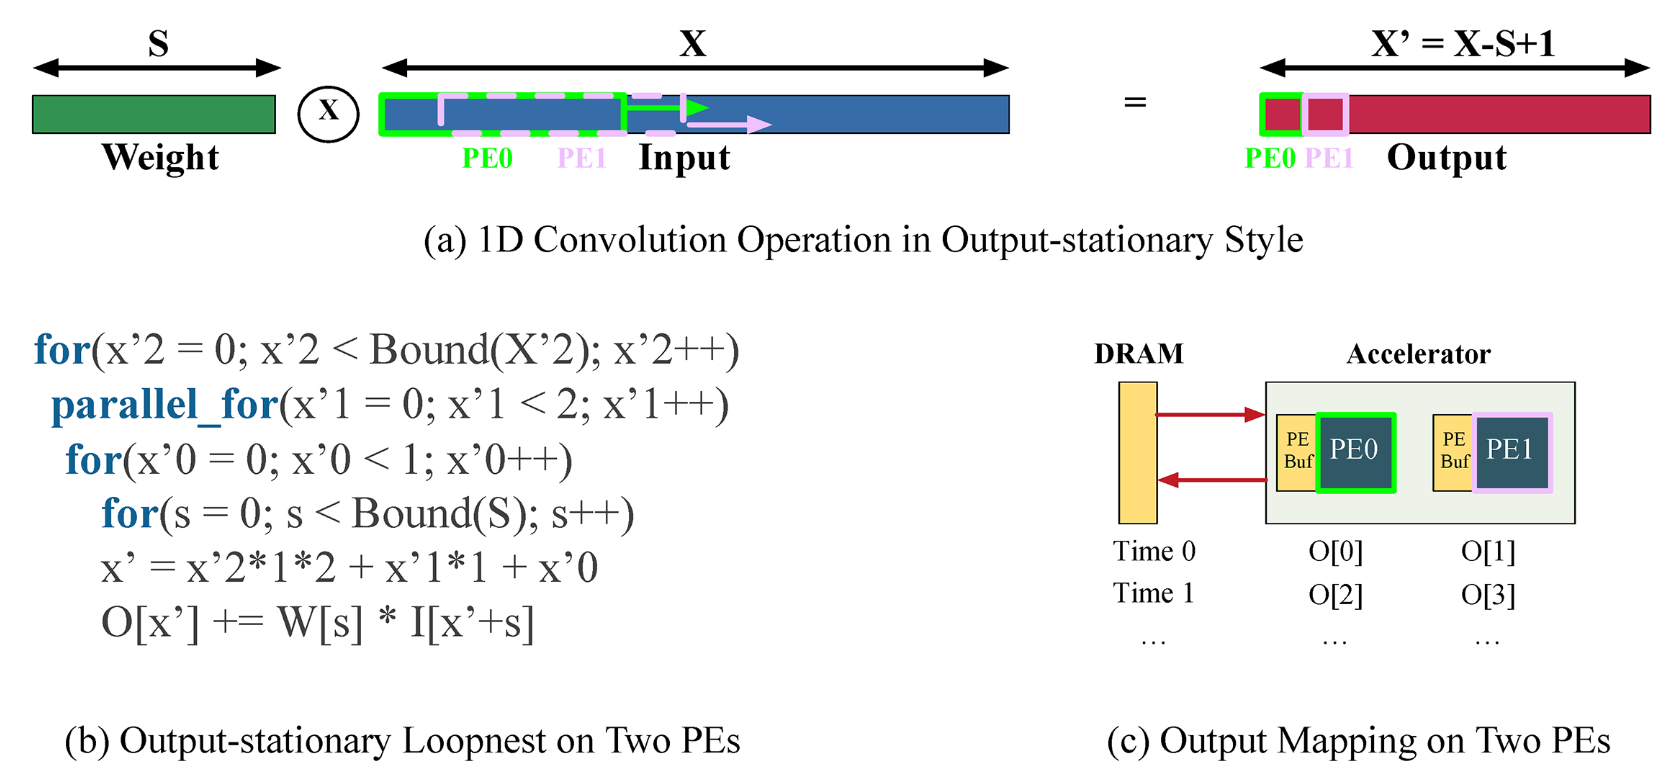 S
X
X' = X-S+1
X
=
PE0 PE1
PE0 PE1
Weight
Input
Output
(a) 1D Convolution Operation in Output-stationary Style
for(x'2 = 0; x'2 < Bound(X'2); x'2++)
parallel_for(x'1 = 0; x'1 < 2; x'1++)
for(x'0 = 0; x'0 < 1; x'0++)
for(s = 0; s < Bound(S); s++)
x' = x'2*1*2 + x'1*1 + x'0
O[x'] += W[s] * I[x'+s]
(b) Output-stationary Loopnest on Two PEs
DRAM
Accelerator
PE
Buf
PE0
PE
Buf
PE1
Time 0 O[0] O[1]
Time 1 O[2] O[3]
... ... ...
(c) Output Mapping on Two PEs